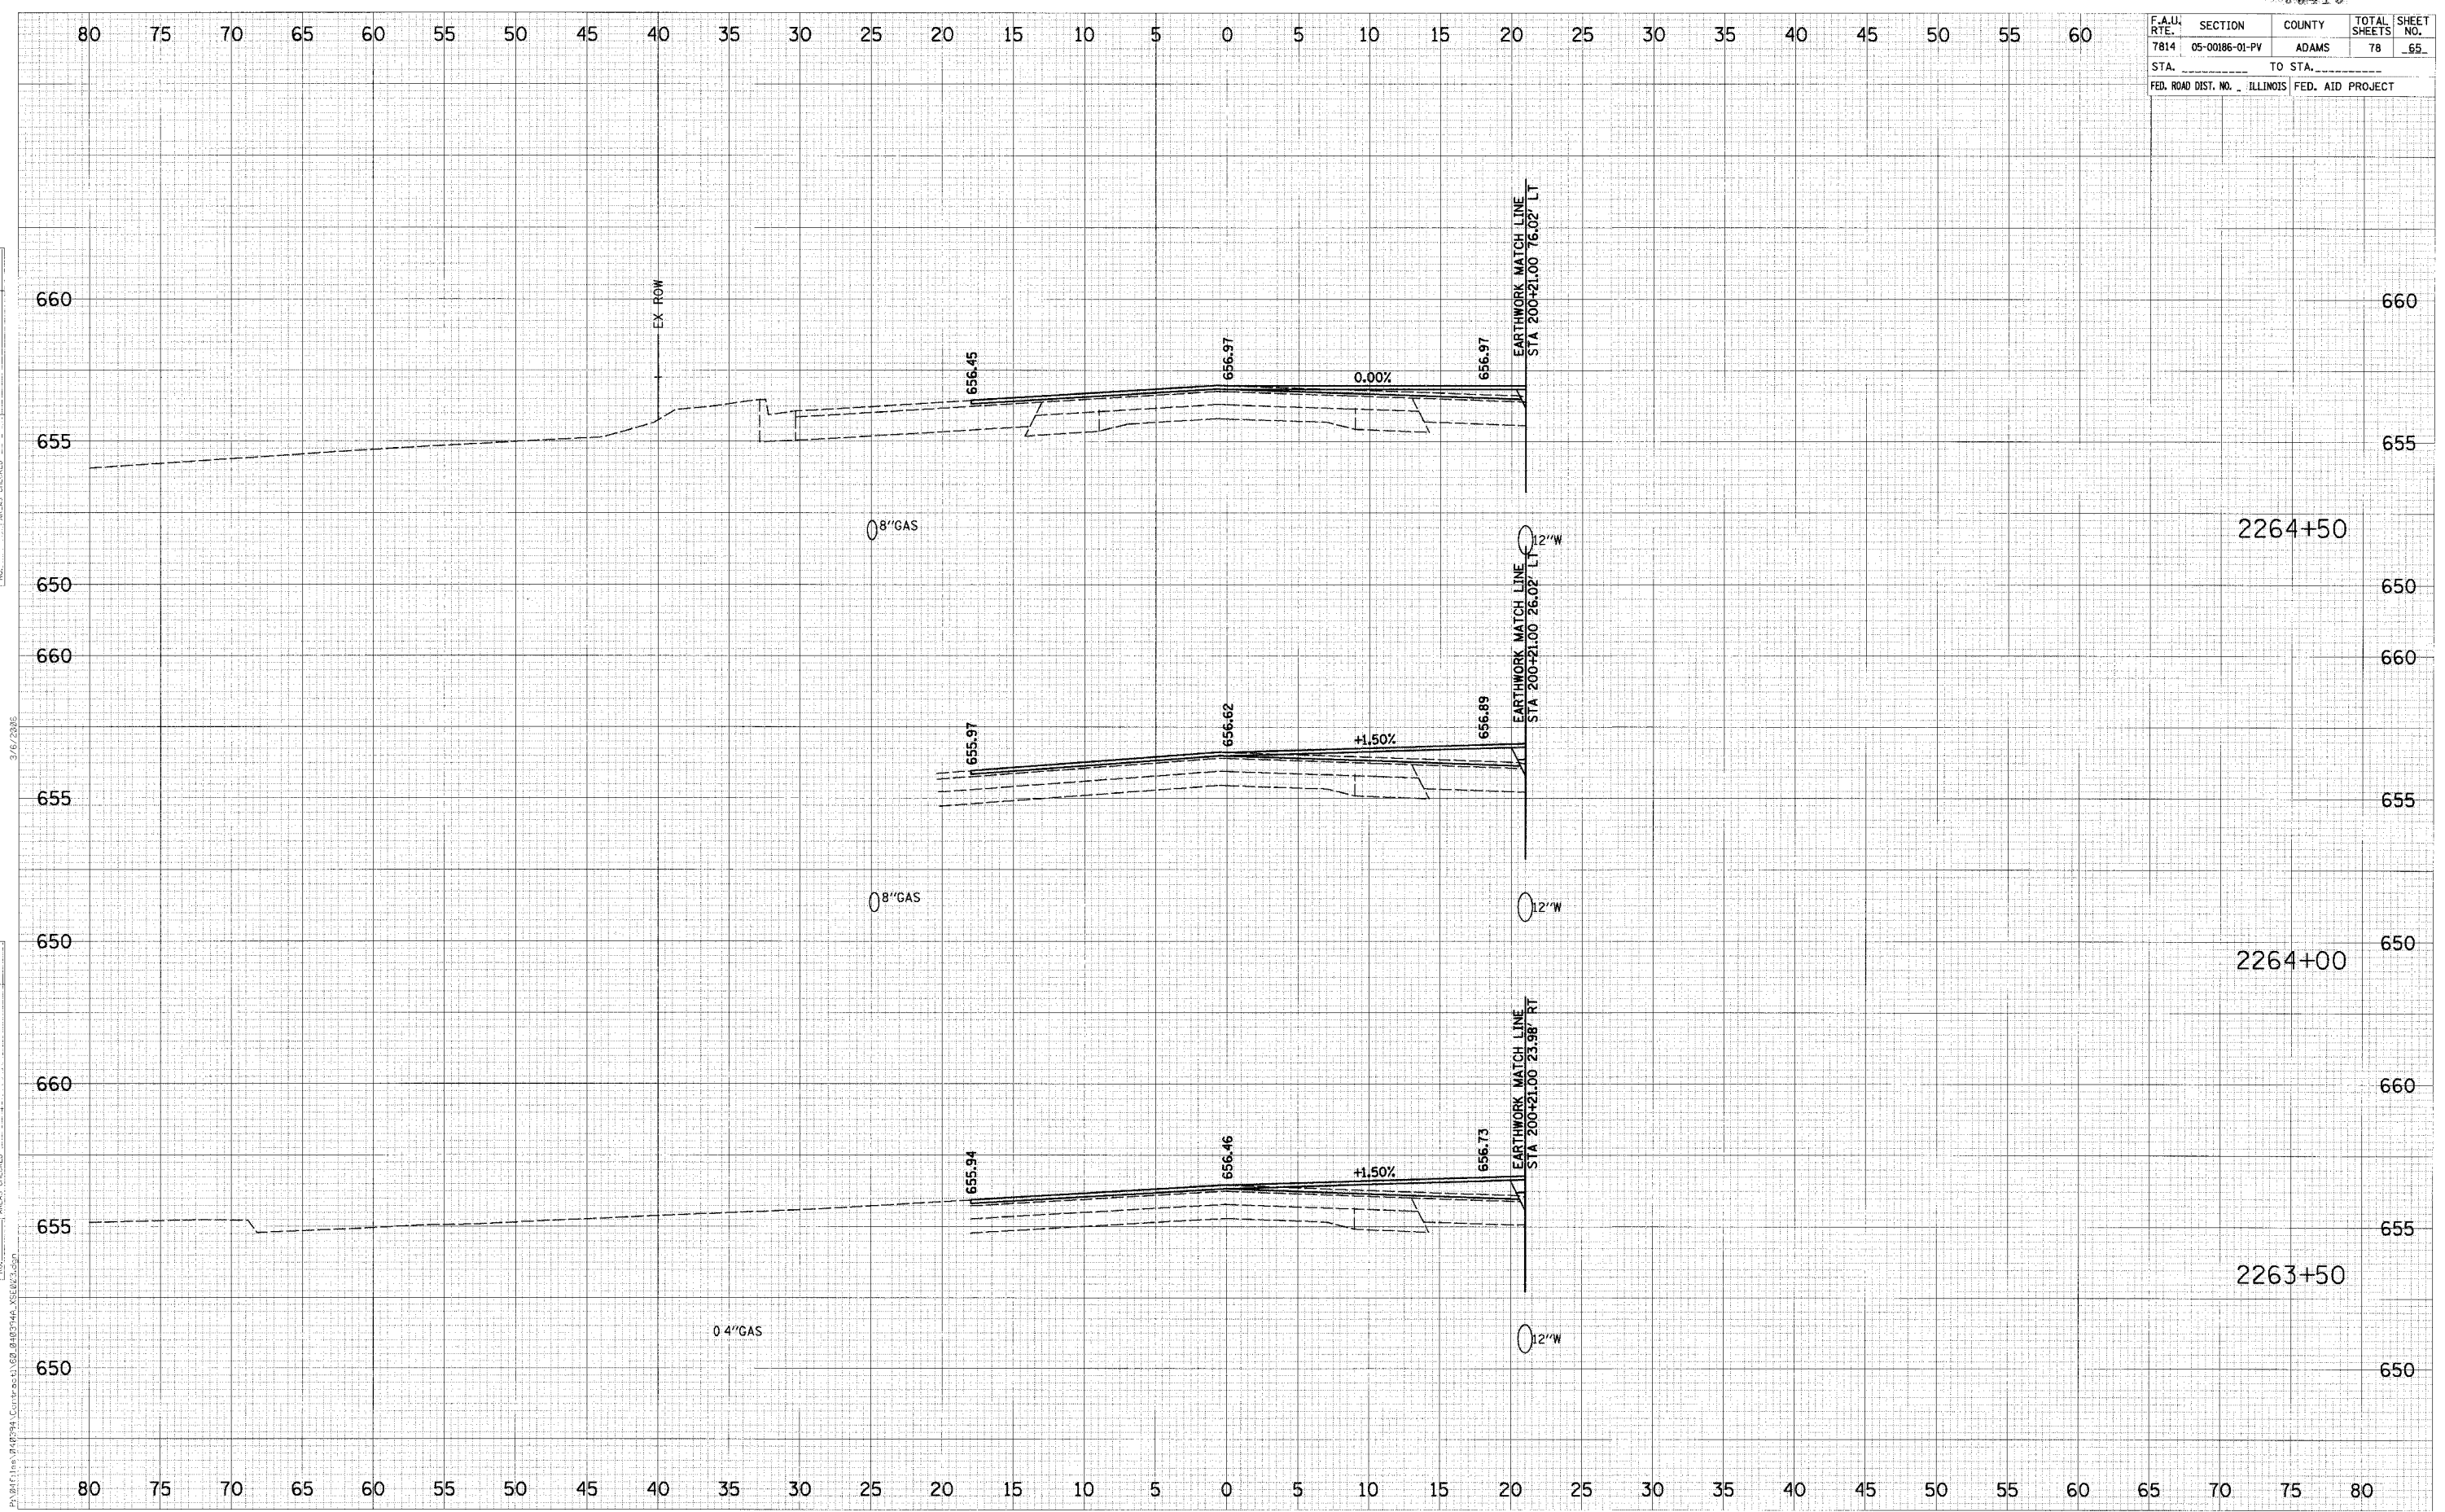 80 75 70 65 60 55 50 45 40 35 30 25 20 15 10 5 0 5 10 15 20 25 30 35 40 45 50 55 60
F.A.U. RTE. SECTION COUNTY TOTAL SHEETS SHEET NO.
7814 05-00186-01-PV ADAMS 78 65
STA. __________ TO STA. __________
FED. ROAD DIST. NO. _ ILLINOIS FED. AID PROJECT
EARTHWORK MATCH LINE
STA 200+21.00 76.02' LT
EX ROW
660 660
656.45
656.97
0.00%
656.97
655 655
8"GAS
12"W
2264+50
650 650
EARTHWORK MATCH LINE
STA 200+21.00 26.02' LT
660 660
655.97
656.62
+1.50%
656.89
655 655
8"GAS
12"W
650 650
2264+00
EARTHWORK MATCH LINE
STA 200+21.00 23.98' RT
660 660
655.94
656.46
+1.50%
656.73
655 655
2263+50
4"GAS
12"W
650 650
80 75 70 65 60 55 50 45 40 35 30 25 20 15 10 5 0 5 10 15 20 25 30 35 40 45 50 55 60 65 70 75 80
3/6/2006